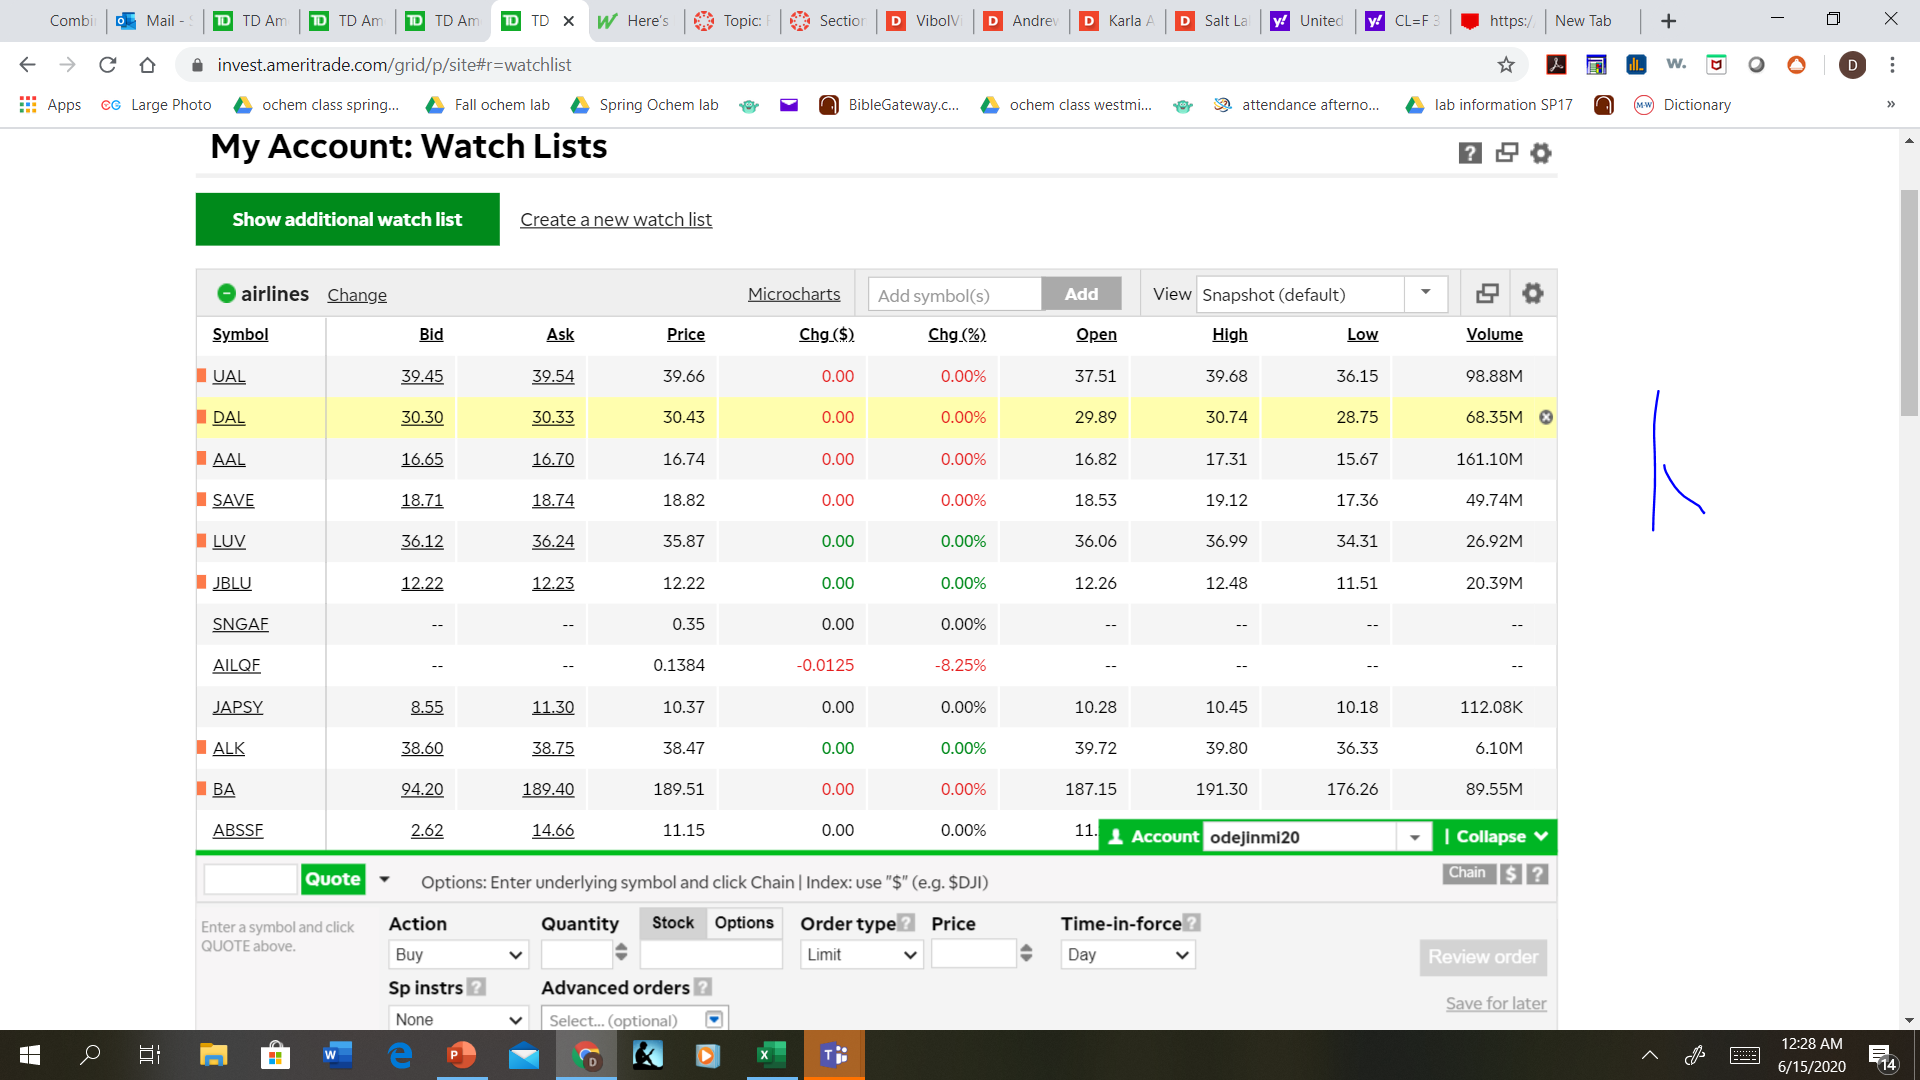 Combi Mail - TD Am TD Am TD Am TD Here's Topic: F Section VibolVi Andrew Karla A Salt La United CL=F 3 https:/ New Tab
invest.ameritrade.com/grid/p/site#r=watchlist D
Apps Large Photo ochem class spring... Fall ochem lab Spring Ochem lab BibleGateway.c... ochem class westmi... attendance afterno... lab information SP17 Dictionary »
My Account: Watch Lists
Show additional watch list Create a new watch list
airlines Change Microcharts Add symbol(s) Add View Snapshot (default)
Symbol Bid Ask Price Chg ($) Chg (%) Open High Low Volume
UAL 39.45 39.54 39.66 0.00 0.00% 37.51 39.68 36.15 98.88M
DAL 30.30 30.33 30.43 0.00 0.00% 29.89 30.74 28.75 68.35M
AAL 16.65 16.70 16.74 0.00 0.00% 16.82 17.31 15.67 161.10M
SAVE 18.71 18.74 18.82 0.00 0.00% 18.53 19.12 17.36 49.74M
LUV 36.12 36.24 35.87 0.00 0.00% 36.06 36.99 34.31 26.92M
JBLU 12.22 12.23 12.22 0.00 0.00% 12.26 12.48 11.51 20.39M
SNGAF -- -- 0.35 0.00 0.00% -- -- -- --
AILQF -- -- 0.1384 -0.0125 -8.25% -- -- -- --
JAPSY 8.55 11.30 10.37 0.00 0.00% 10.28 10.45 10.18 112.08K
ALK 38.60 38.75 38.47 0.00 0.00% 39.72 39.80 36.33 6.10M
BA 94.20 189.40 189.51 0.00 0.00% 187.15 191.30 176.26 89.55M
ABSSF 2.62 14.66 11.15 0.00 0.00% 11.
Account odejinmi20 | Collapse
Quote Options: Enter underlying symbol and click Chain | Index: use "$" (e.g. $DJI) Chain $ ?
Enter a symbol and click
QUOTE above.
Action Quantity Stock Options Order type ? Price Time-in-force ?
Buy Limit Day Review order
Sp instrs ? Advanced orders ? Save for later
None Select... (optional)
12:28 AM
6/15/2020 14